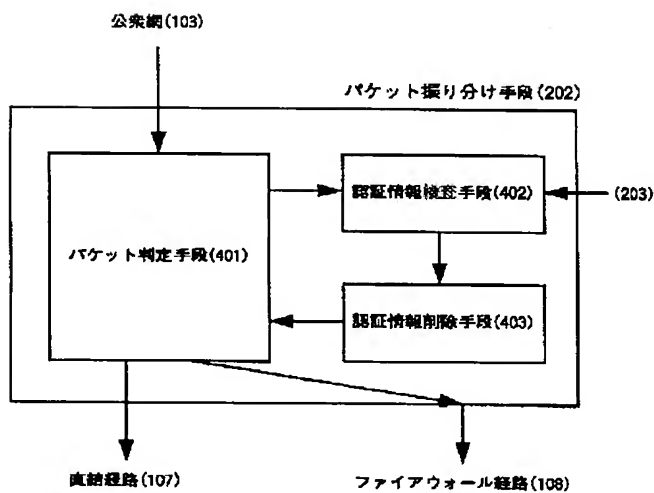 公衆網(103)
パケット振り分け手段(202)
認証情報検査手段(402)
(203)
パケット判定手段(401)
認証情報削除手段(403)
直結経路(107)
ファイアウォール経路(108)